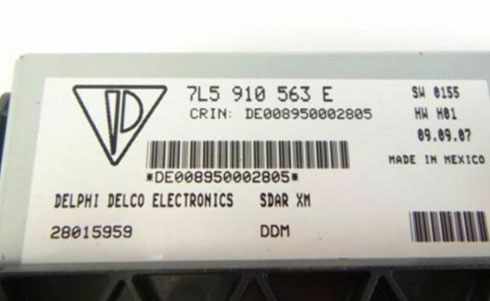 7L5 910 563 E SW 0155
CRIN: DE008950002805 HW H01
09.09.07
MADE IN MEXICO
*DE008950002805*
DELPHI DELCO ELECTRONICS SDAR XM
28015959 DDM